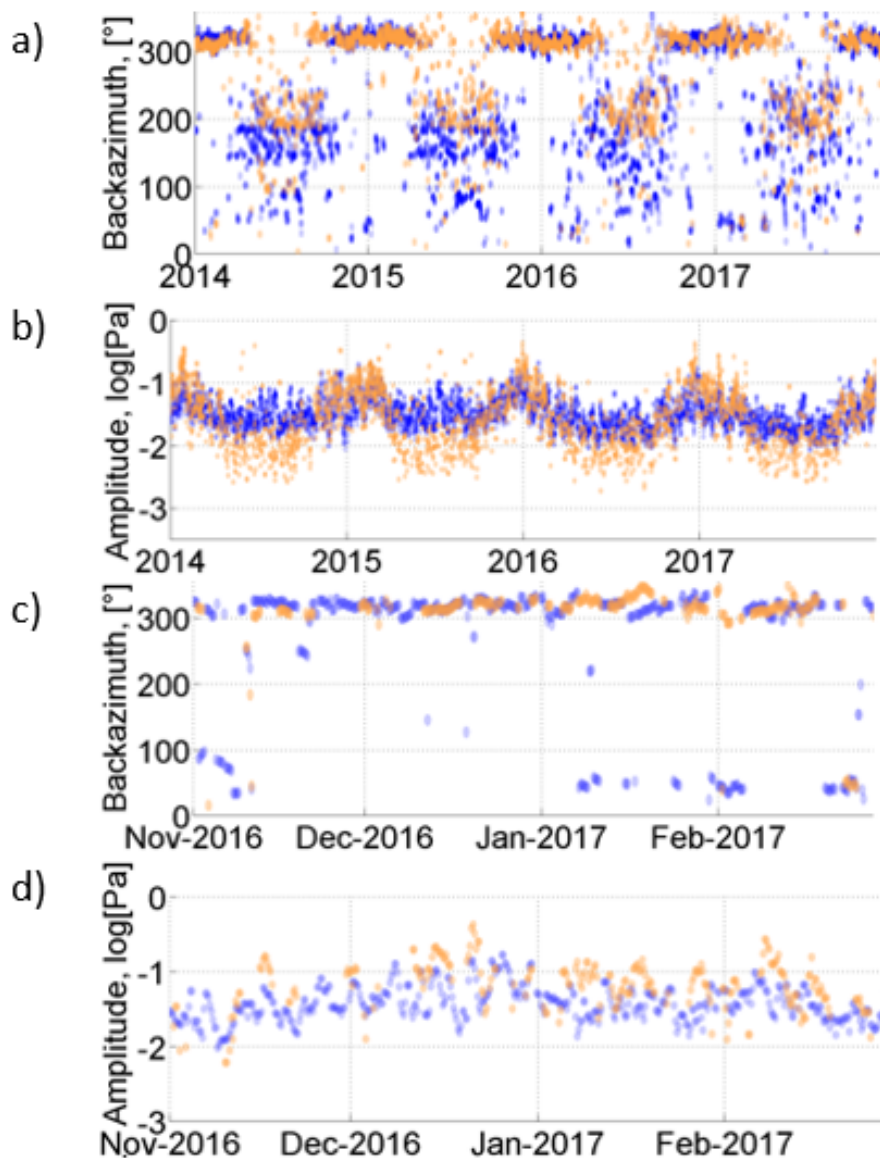 a)
Backazimuth, [°]
300
200
100
0
2014 2015 2016 2017
b)
Amplitude, log[Pa]
0
-1
-2
-3
2014 2015 2016 2017
c)
Backazimuth, [°]
300
200
100
0
Nov-2016 Dec-2016 Jan-2017 Feb-2017
d)
Amplitude, log[Pa]
0
-1
-2
-3
Nov-2016 Dec-2016 Jan-2017 Feb-2017